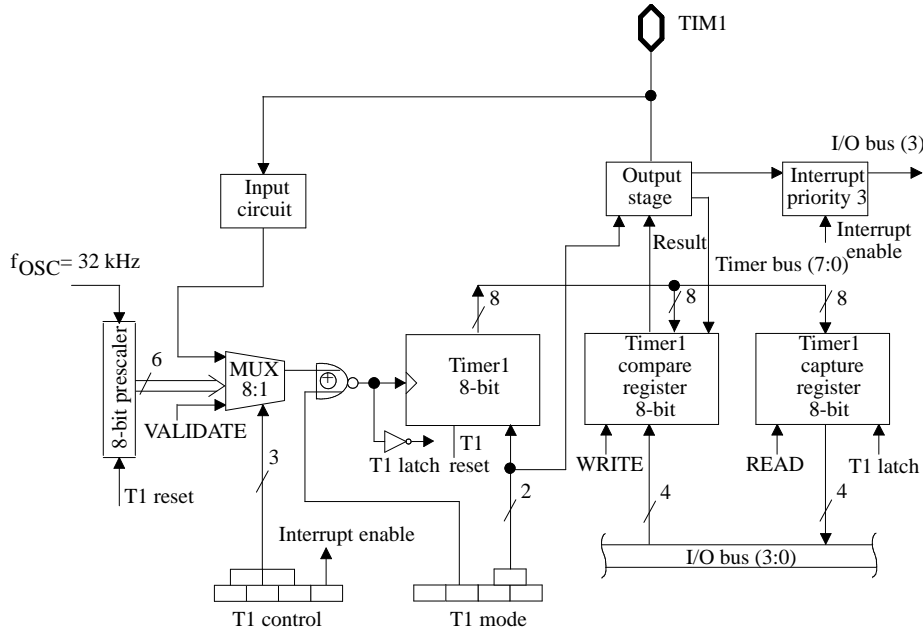 TIM1
I/O bus (3)
Input
circuit
Output
stage
Interrupt
priority 3
Interrupt
enable
Result
fOSC= 32 kHz
Timer bus (7:0)
8
8
8
8-bit prescaler
6
MUX
8:1
+
Timer1
8-bit
Timer1
compare
register
8-bit
Timer1
capture
register
8-bit
VALIDATE
3
T1 latch
T1
reset
WRITE
READ
T1 latch
T1 reset
2
4
4
Interrupt enable
I/O bus (3:0)
T1 control
T1 mode